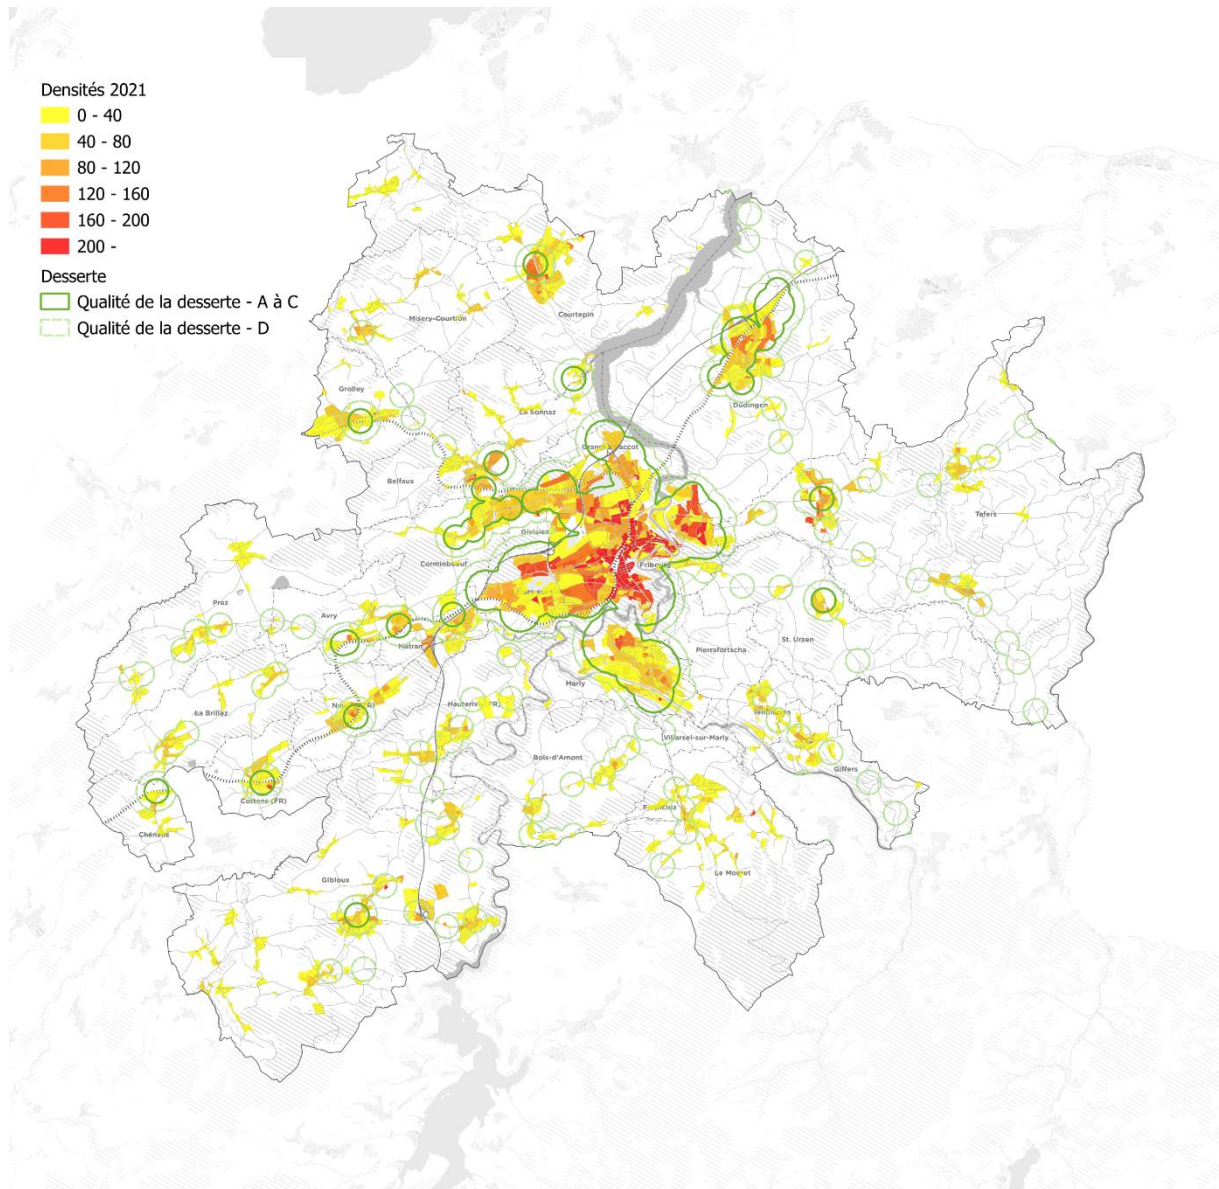 Densités 2021
0 - 40
40 - 80
80 - 120
120 - 160
160 - 200
200 -
Desserte
Qualité de la desserte - A à C
Qualité de la desserte - D
Courtepin
Misery-Courtion
Grolley
La Sonnaz
Düdingen
Belfaux
Tafers
Givisiez
Corminboeuf
Fribourg
Prez
Avry
St. Ursen
Pierrafortscha
Marly
La Brillaz
Villarsel-sur-Marly
Bois-d'Amont
Giffers
Cottens (FR)
Chénens
Le Mouret
Gibloux